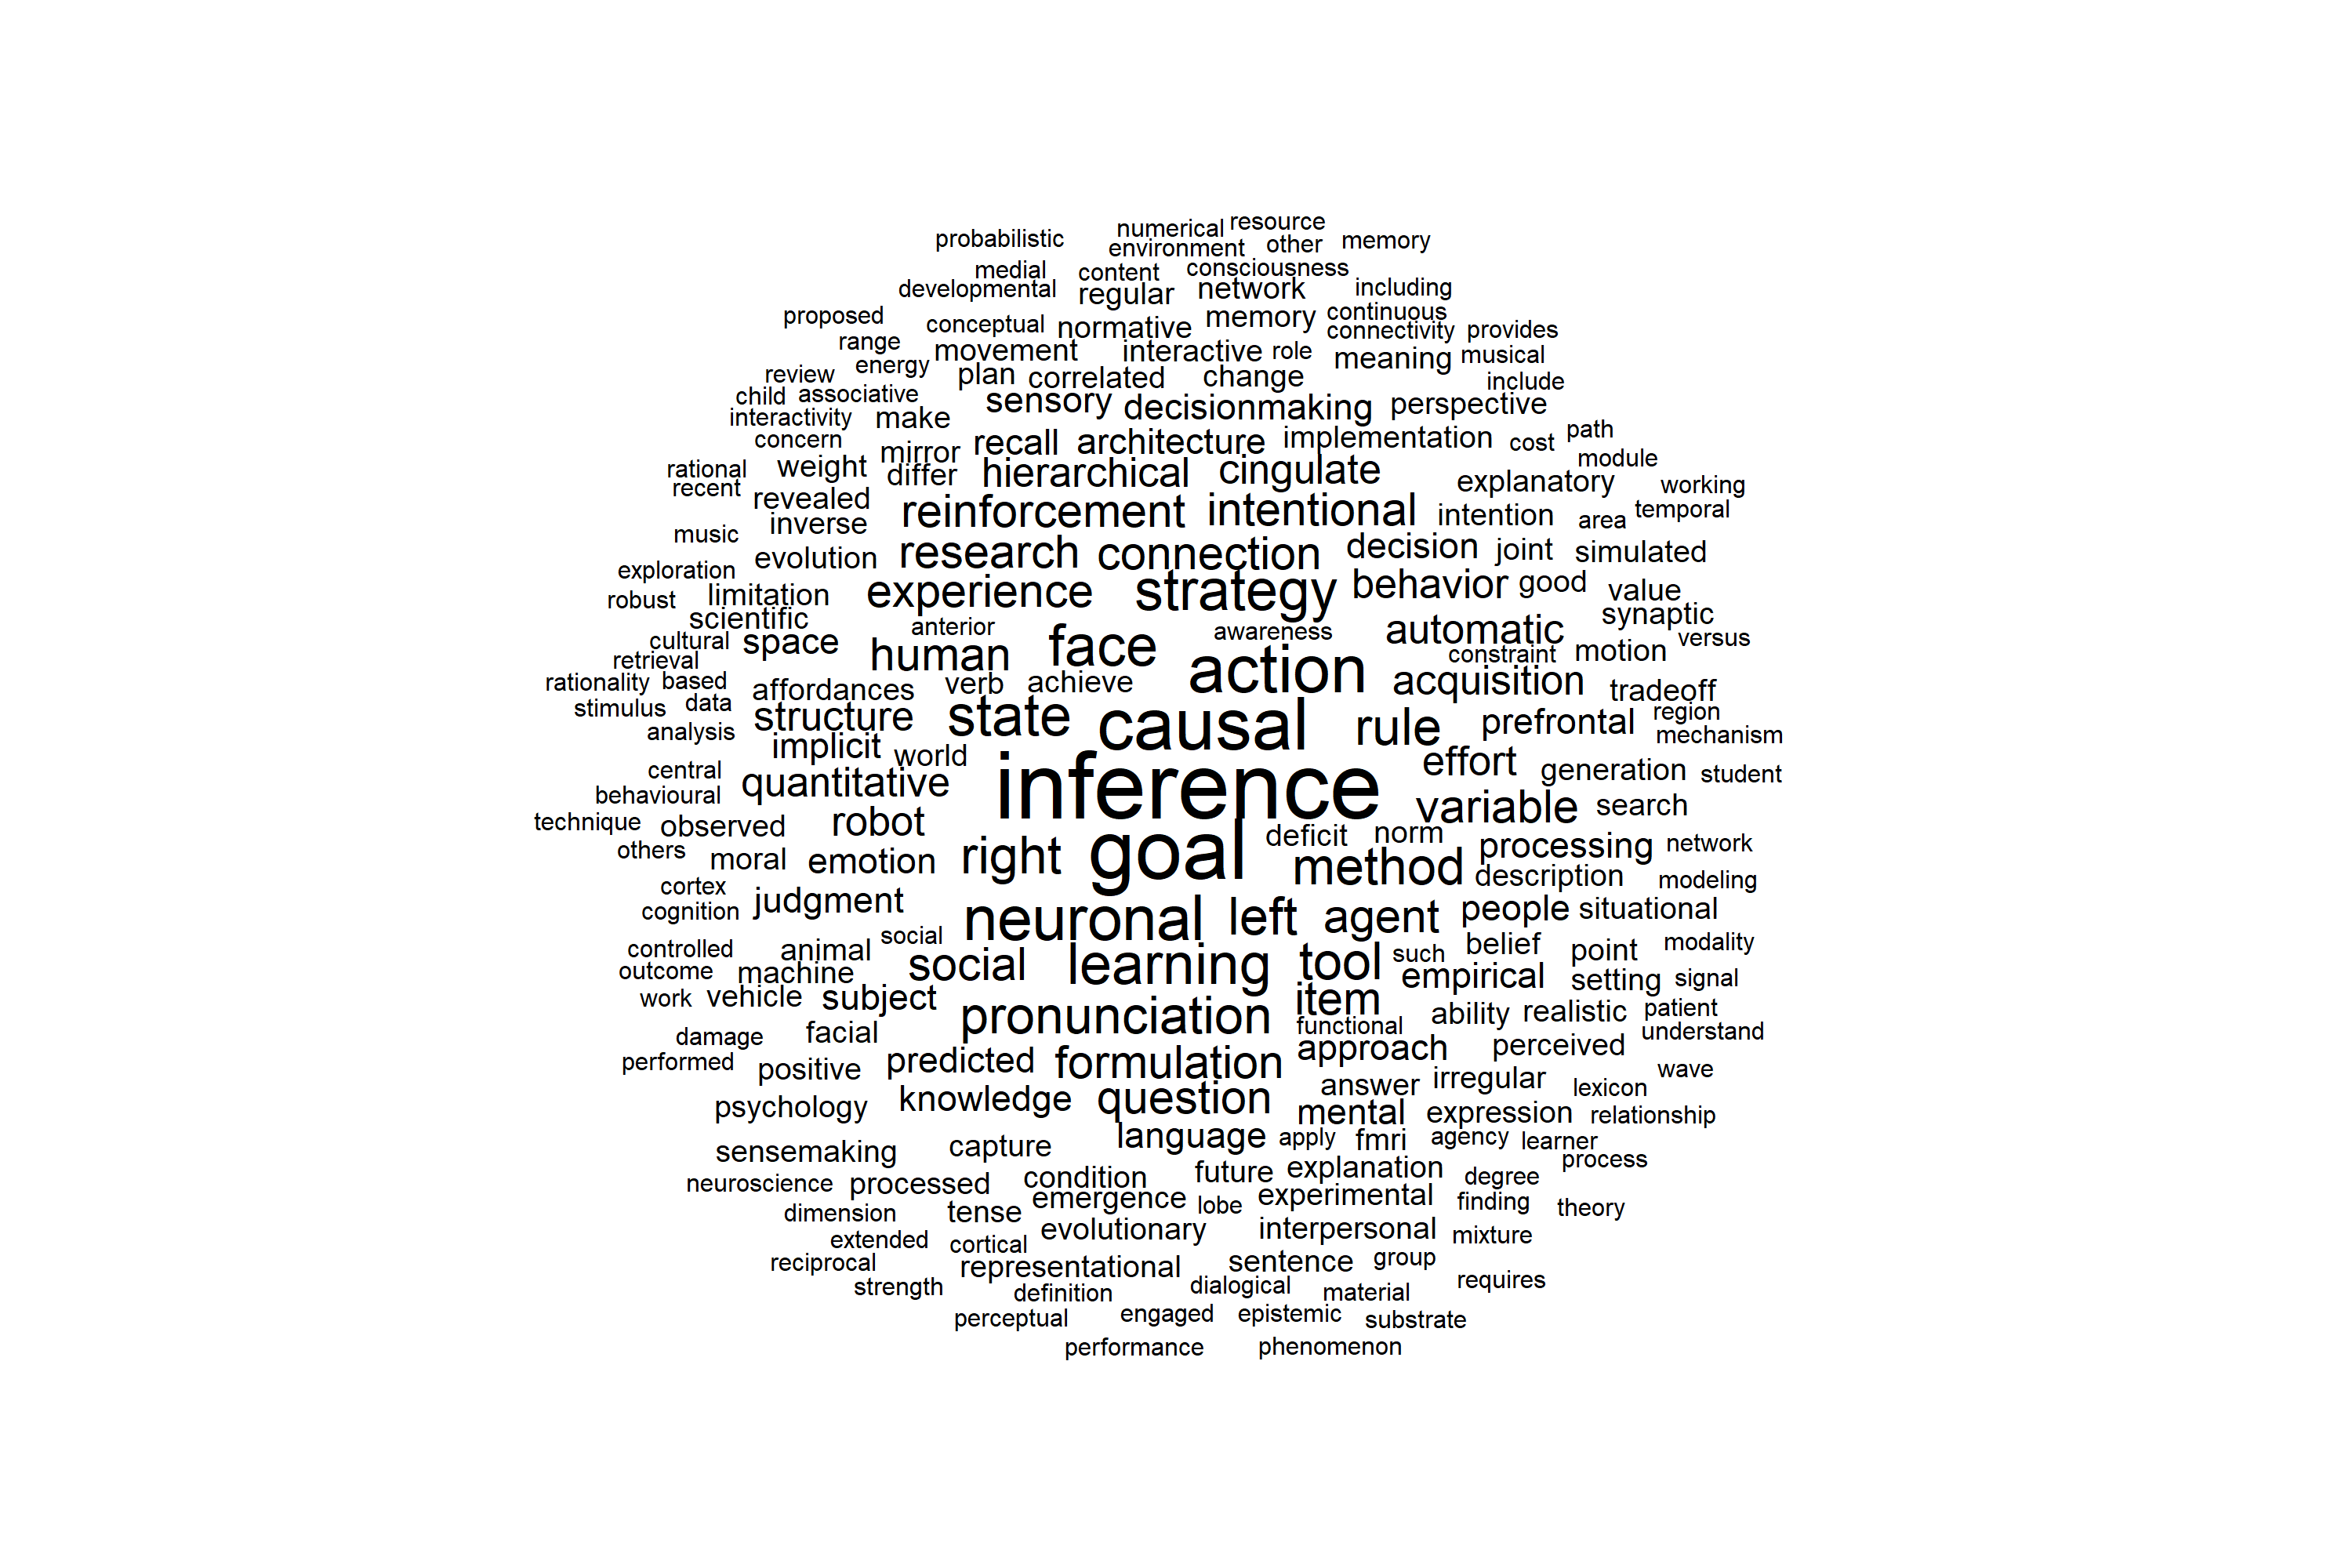 numerical resource
probabilistic environment other memory
medial content consciousness
developmental regular network including
proposed conceptual normative memory continuous
connectivity provides
range movement interactive role meaning musical
review energy plan correlated change include
child associative sensory decisionmaking perspective
interactivity make
concern mirror recall architecture implementation cost path
rational weight differ hierarchical cingulate module
recent revealed explanatory working
reinforcement intentional intention area temporal
music inverse
exploration evolution research connection decision joint simulated
robust limitation experience strategy behavior good value
scientific anterior awareness automatic synaptic
cultural space human face constraint motion versus
retrieval action
rationality based affordances verb achieve acquisition tradeoff
stimulus data structure state causal rule prefrontal region
analysis implicit world mechanism
central quantitative inference effort generation student
behavioural variable search
technique observed robot deficit norm
others moral emotion right goal method processing network
cortex description modeling
cognition judgment neuronal left agent people situational
controlled animal social belief point modality
outcome machine social learning tool such empirical setting signal
work vehicle subject item
pronunciation functional ability realistic patient
damage facial understand
performed positive predicted formulation approach perceived
psychology knowledge question answer irregular lexicon wave
mental expression relationship
sensemaking capture language apply fmri agency learner
neuroscience processed condition future explanation degree process
dimension tense emergence lobe experimental finding theory
extended cortical evolutionary interpersonal mixture
reciprocal representational sentence group
strength definition dialogical material requires
perceptual engaged epistemic substrate
performance phenomenon